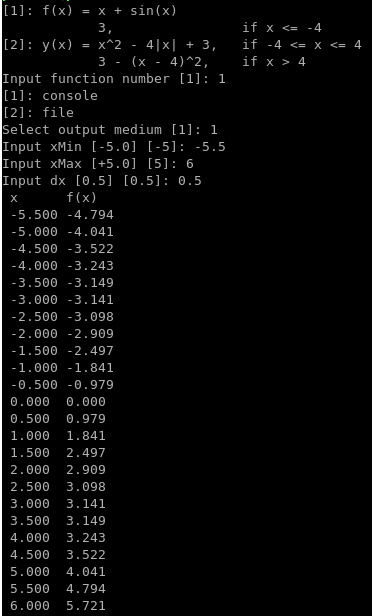 [1]: f(x) = x + sin(x)
            3,                if x <= -4
[2]: y(x) = x^2 - 4|x| + 3,   if -4 <= x <= 4
            3 - (x - 4)^2,    if x > 4
Input function number [1]: 1
[1]: console
[2]: file
Select output medium [1]: 1
Input xMin [-5.0] [-5]: -5.5
Input xMax [+5.0] [5]: 6
Input dx [0.5] [0.5]: 0.5
 x      f(x)
 -5.500 -4.794
 -5.000 -4.041
 -4.500 -3.522
 -4.000 -3.243
 -3.500 -3.149
 -3.000 -3.141
 -2.500 -3.098
 -2.000 -2.909
 -1.500 -2.497
 -1.000 -1.841
 -0.500 -0.979
 0.000  0.000
 0.500  0.979
 1.000  1.841
 1.500  2.497
 2.000  2.909
 2.500  3.098
 3.000  3.141
 3.500  3.149
 4.000  3.243
 4.500  3.522
 5.000  4.041
 5.500  4.794
 6.000  5.721